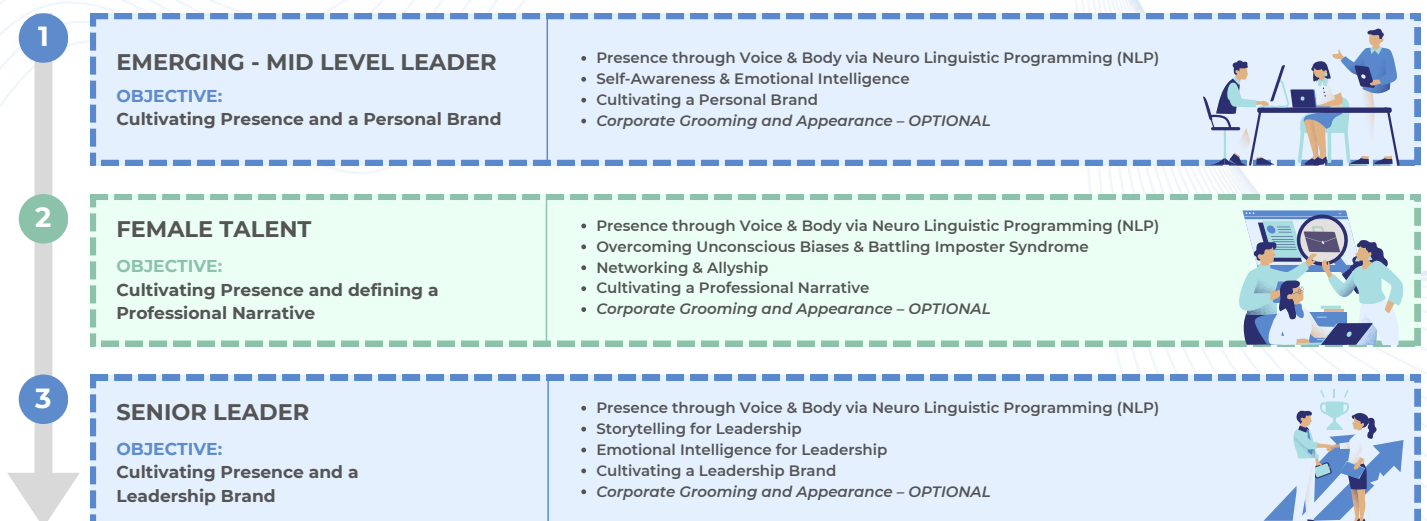 1
EMERGING - MID LEVEL LEADER
OBJECTIVE:
Cultivating Presence and a Personal Brand
• Presence through Voice & Body via Neuro Linguistic Programming (NLP)
• Self-Awareness & Emotional Intelligence
• Cultivating a Personal Brand
• Corporate Grooming and Appearance – OPTIONAL
2
FEMALE TALENT
OBJECTIVE:
Cultivating Presence and defining a
Professional Narrative
• Presence through Voice & Body via Neuro Linguistic Programming (NLP)
• Overcoming Unconscious Biases & Battling Imposter Syndrome
• Networking & Allyship
• Cultivating a Professional Narrative
• Corporate Grooming and Appearance – OPTIONAL
3
SENIOR LEADER
OBJECTIVE:
Cultivating Presence and a
Leadership Brand
• Presence through Voice & Body via Neuro Linguistic Programming (NLP)
• Storytelling for Leadership
• Emotional Intelligence for Leadership
• Cultivating a Leadership Brand
• Corporate Grooming and Appearance – OPTIONAL